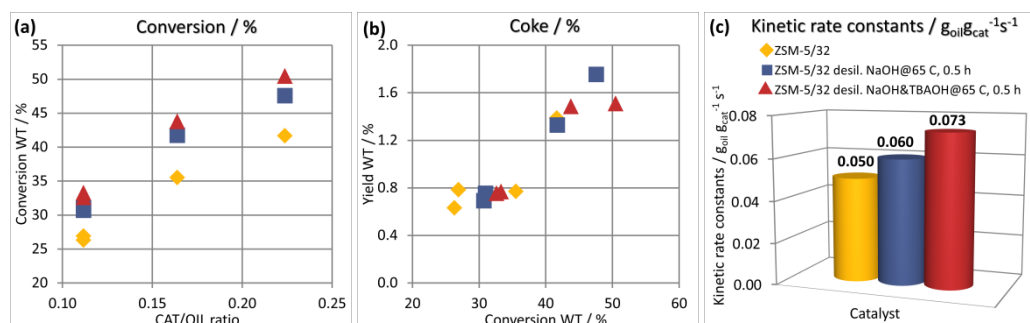 (a)
Conversion / %
Conversion WT / %
55
50
45
40
35
30
25
20
0.10
0.15
0.20
0.25
CAT/OIL ratio
(b)
Coke
Yield WT / %
2.0
1.6
1.2
0.8
0.4
0.0
20
30
40
50
60
Conversion WT / %
(c)
Kinetic rate constants / g_oil g_cat^-1 s^-1
ZSM-5/32
ZSM-5/32 desil. NaOH@65 C, 0.5 h
ZSM-5/32 desil. NaOH&TBAOH@65 C, 0.5 h
Kinetic rate constants / g_oil g_cat^-1 s^-1
0.08
0.06
0.04
0.02
0.00
0.050
0.060
0.073
Catalyst